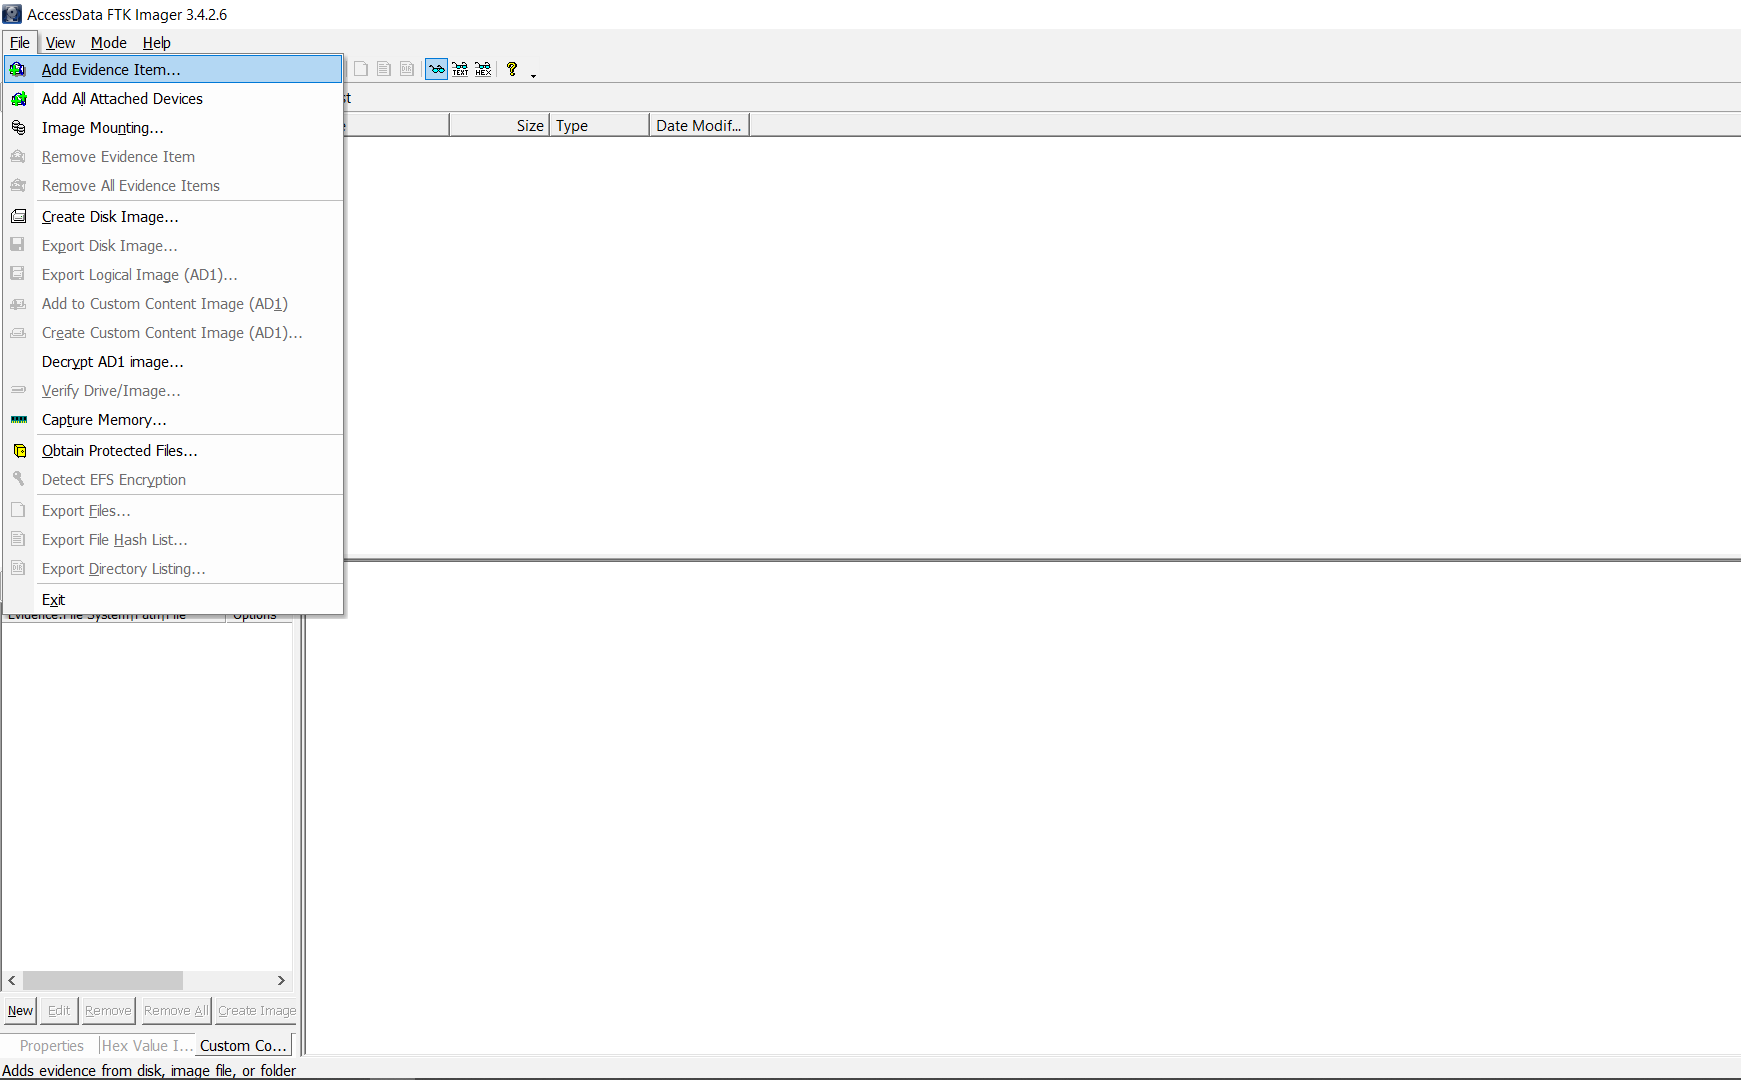 AccessData FTK Imager 3.4.2.6
File View Mode Help
Add Evidence Item...
TEXT HEX ?
Add All Attached Devices
Image Mounting...
Size Type Date Modif...
Remove Evidence Item
Remove All Evidence Items
Create Disk Image...
Export Disk Image...
Export Logical Image (AD1)...
Add to Custom Content Image (AD1)
Create Custom Content Image (AD1)...
Decrypt AD1 image...
Verify Drive/Image...
Capture Memory...
Obtain Protected Files...
Detect EFS Encryption
Export Files...
Export File Hash List...
DIR Export Directory Listing...
Exit
Evidence:File System|Path|File Options
New Edit Remove Remove All Create Image
Properties Hex Value I... Custom Co...
Adds evidence from disk, image file, or folder